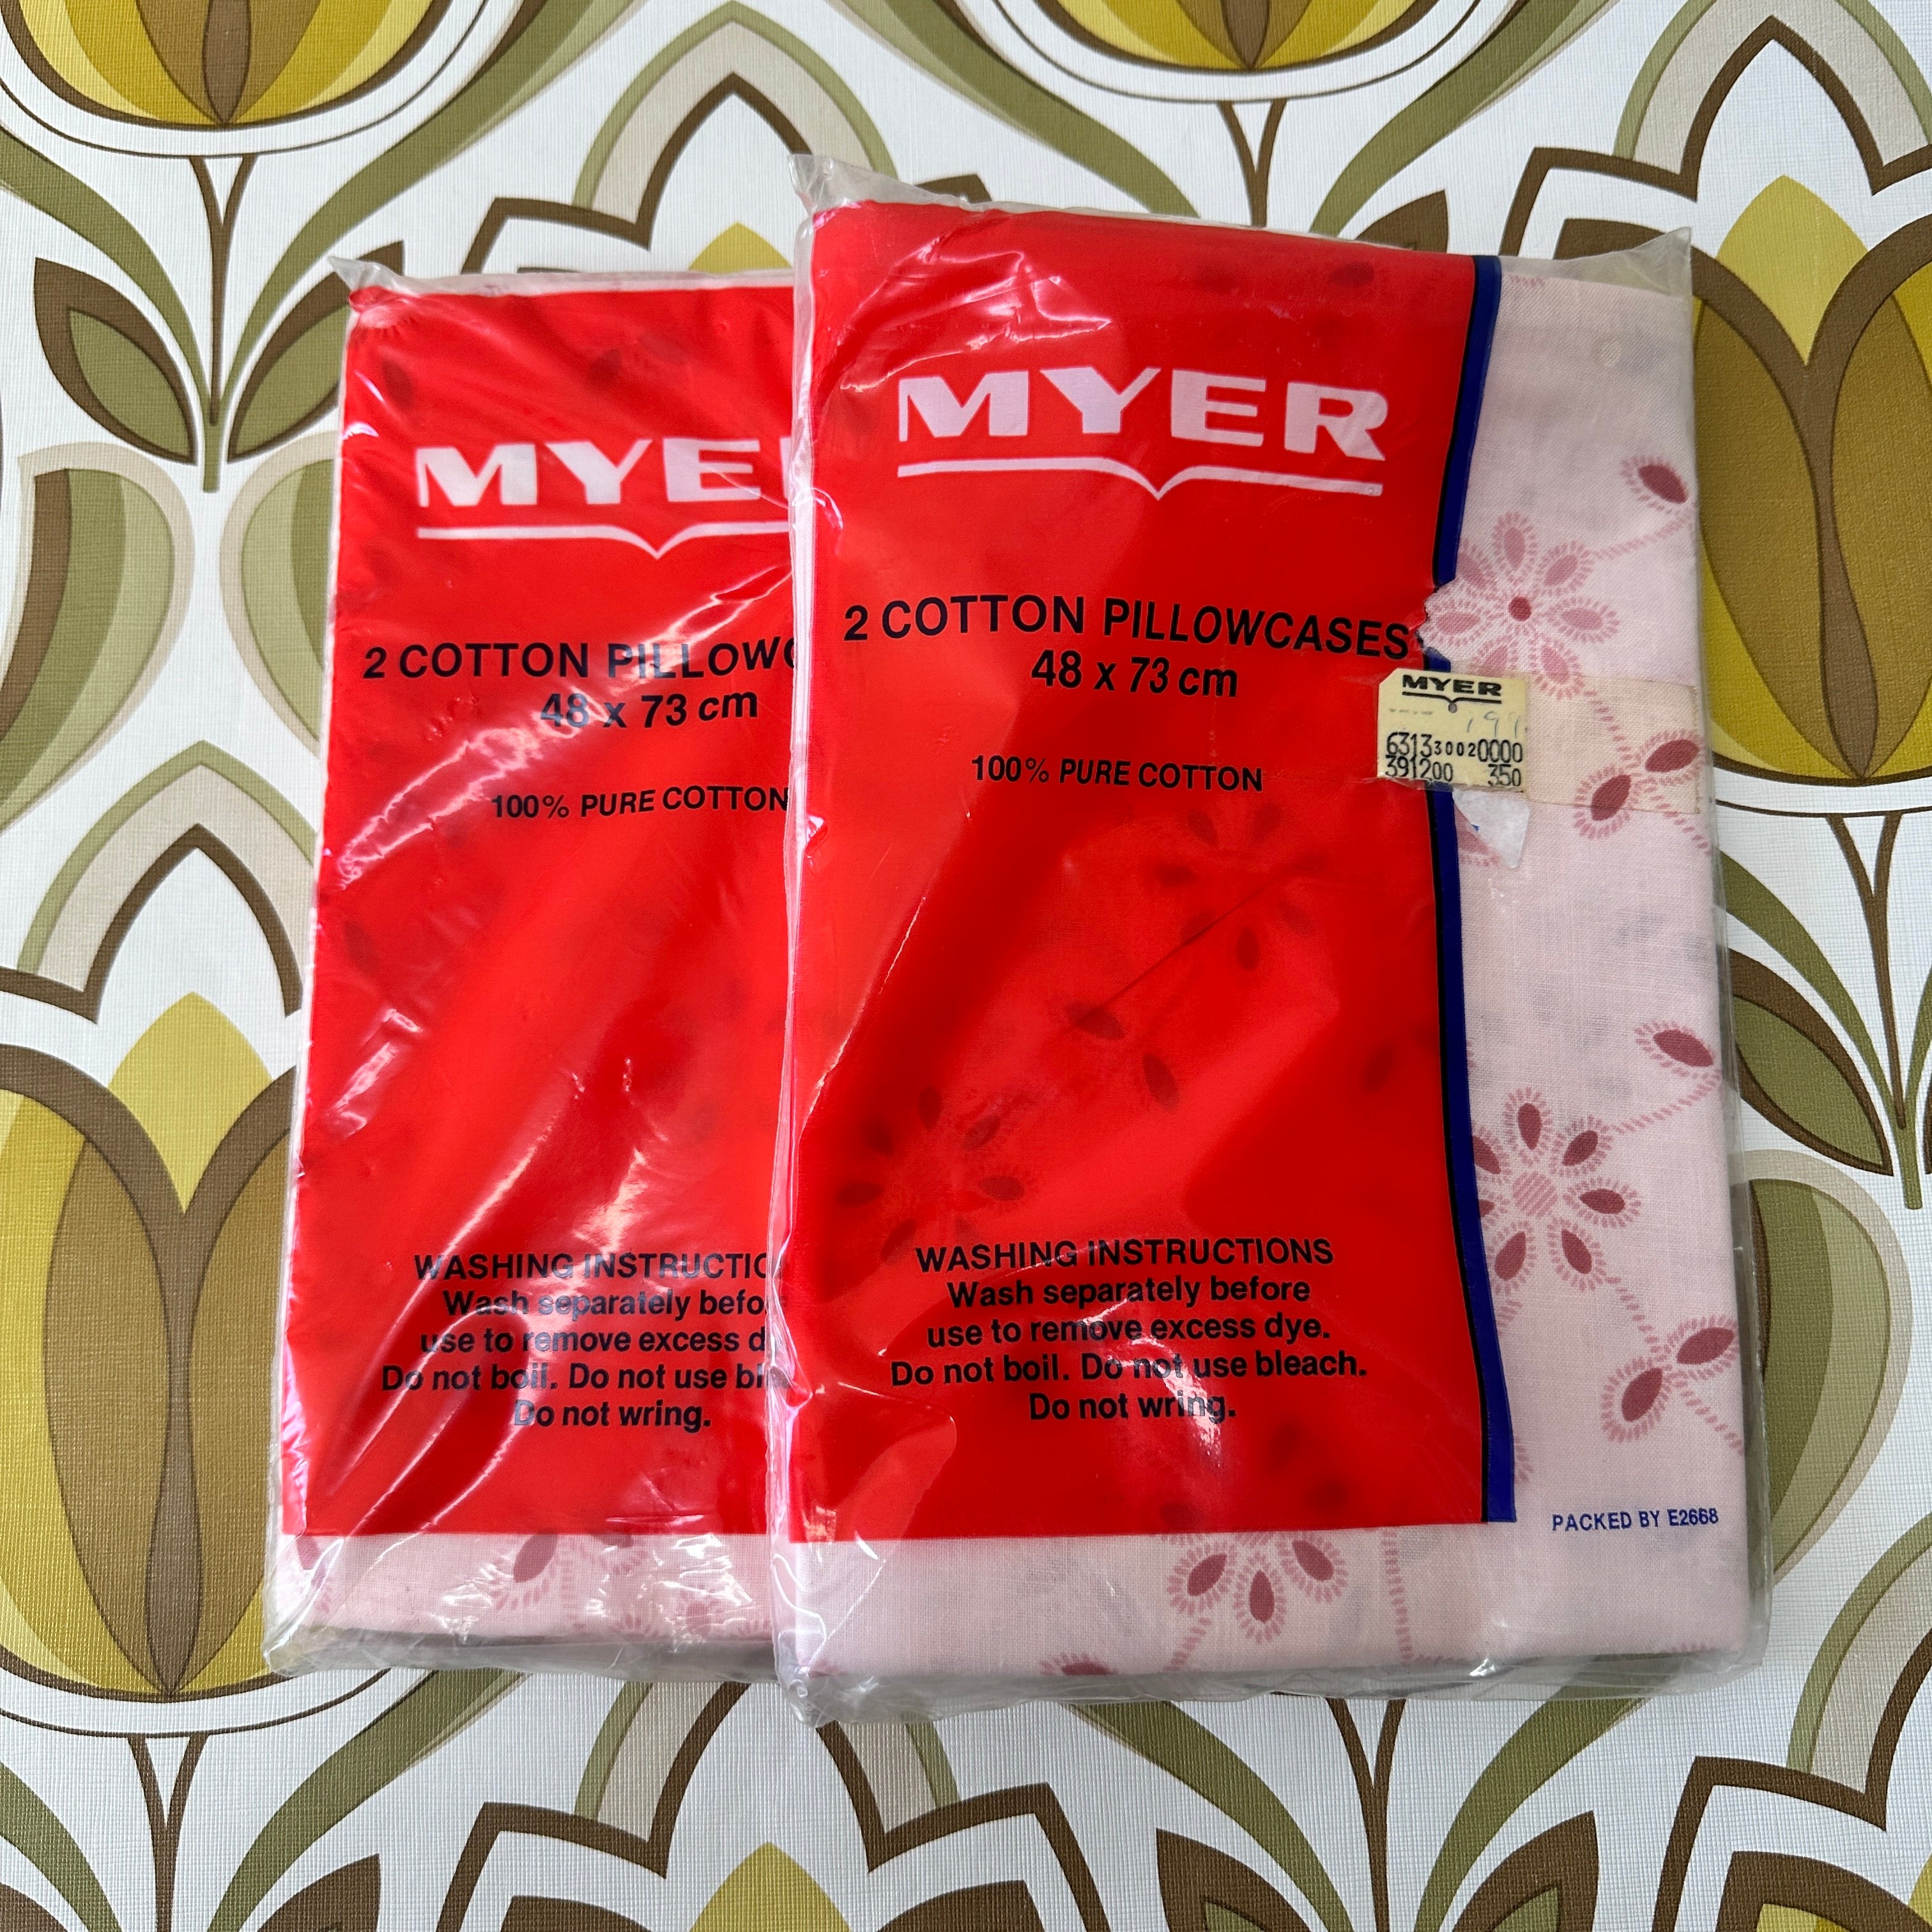 MYE
2 COTTON PILLOWC
48 x 73 cm
100% PURE COTTON
WASHING INSTRUCTIO
Wash separately befo
use to remove excess d
Do not boil. Do not use bl
Do not wring.
MYER
2 COTTON PILLOWCASES
48 x 73 cm
100% PURE COTTON
MYER
199
6313 3002 0000
391200 350
WASHING INSTRUCTIONS
Wash separately before
use to remove excess dye.
Do not boil. Do not use bleach.
Do not wring.
PACKED BY E2668